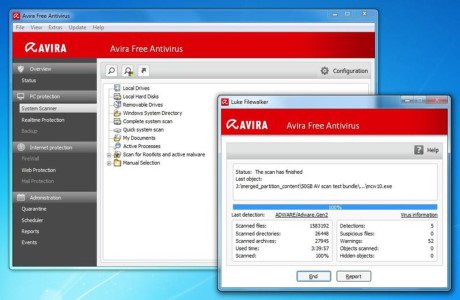 Avira Free Antivirus
File View Extras Update Help
AVIRA Avira Free Antivirus
Overview
Status
PC protection
System Scanner
Realtime Protection
Backup
Internet protection
FireWall
Web Protection
Mail Protection
Administration
Quarantine
Scheduler
Reports
Events
Configuration
Local Drives
Local Hard Disks
Removable Drives
Windows System Directory
Complete system scan
Quick system scan
My Documents
Active Processes
Scan for Rootkits and active malware
Manual Selection
Luke Filewalker
AVIRA Avira Free Antivirus
? Help
Status: The scan has finished
Last object:
J:\merged_partition_content\50GB AV scan test bundle\,...\ncw10.exe
100%
Last detection: ADWARE/Adware.Gen2 Virus information
Scanned files: 1583192 Detections: 5
Scanned directories: 26448 Suspicious files: 0
Scanned archives: 27945 Warnings: 52
Used time: 3:39:57 Objects scanned: 0
Scanned: 100% Hidden objects: 0
End Report